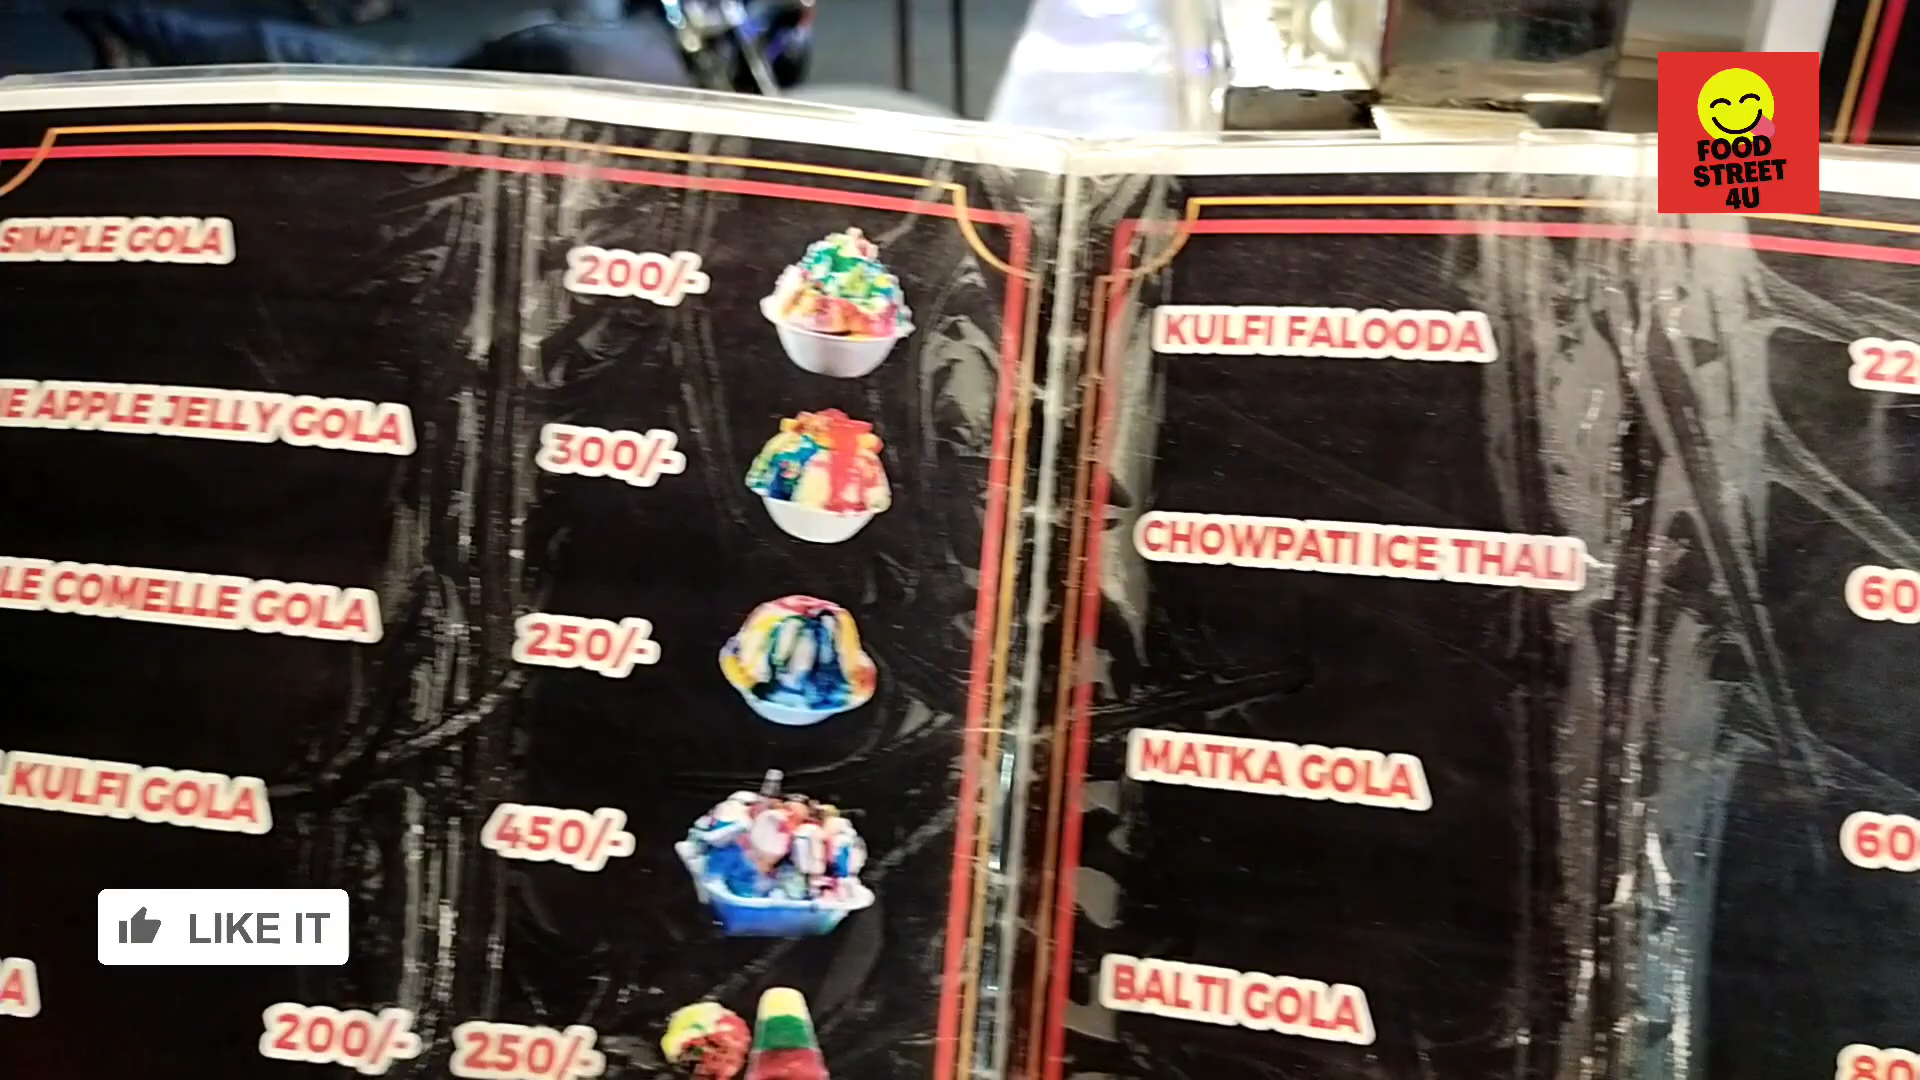 SIMPLE GOLA 200/-
E APPLE JELLY GOLA 300/-
LE COMELLE GOLA 250/-
KULFI GOLA 450/-
A 200/- 250/-
KULFI FALOODA 22
CHOWPATI ICE THALI 60
MATKA GOLA 60
BALTI GOLA 80
FOOD
STREET
4U
LIKE IT